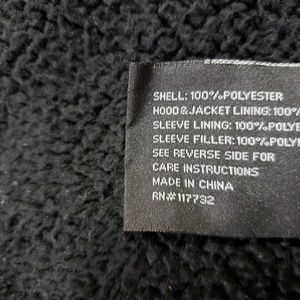 SHELL: 100%POLYESTER
HOOD&JACKET LINING: 100%
SLEEVE LINING: 100%POLYE
SLEEVE FILLER: 100%POLYE
SEE REVERSE SIDE FOR
CARE INSTRUCTIONS
MADE IN CHINA
RN#117732